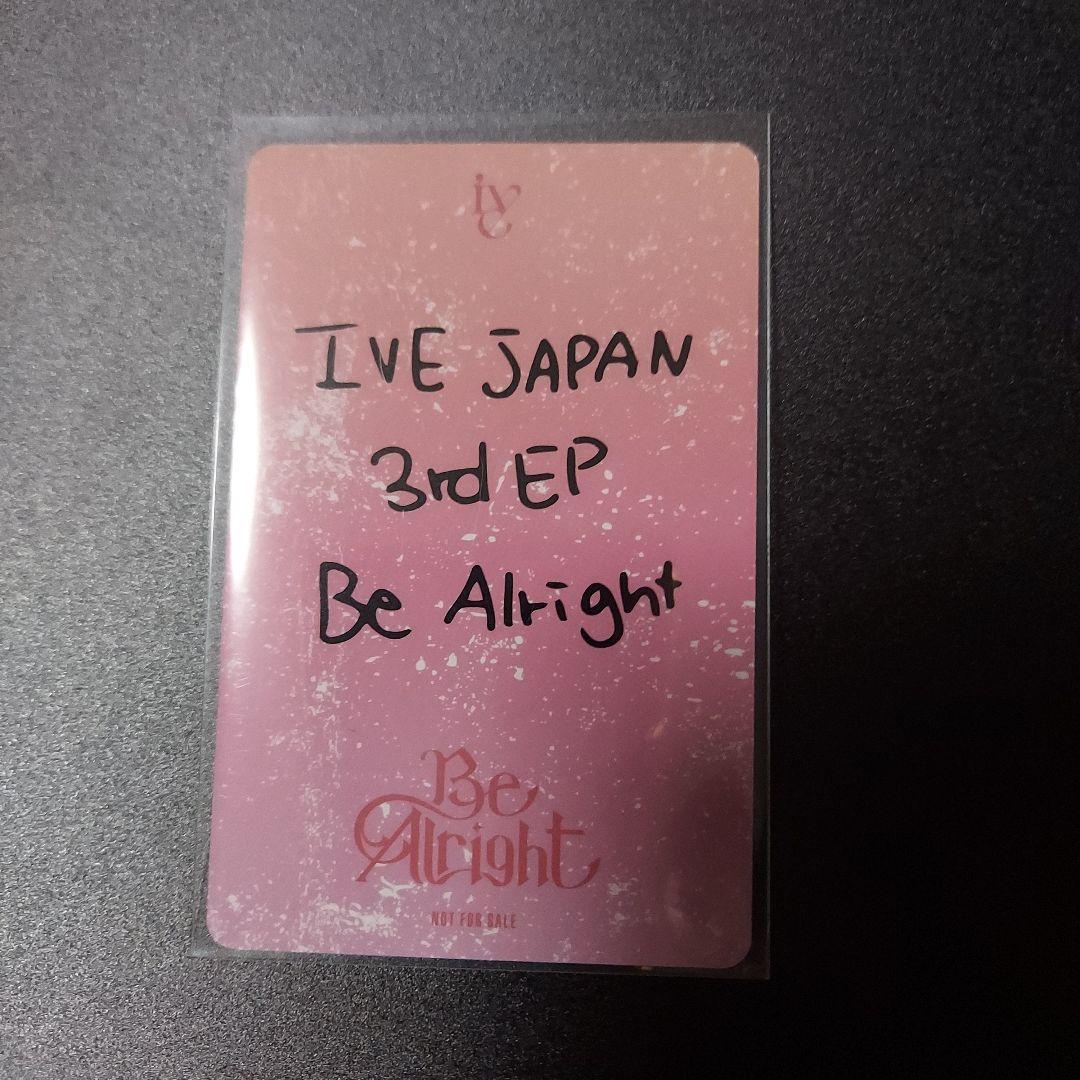 IVE
IVE JAPAN
3rd EP
Be Alright
Be
Alright
NOT FOR SALE